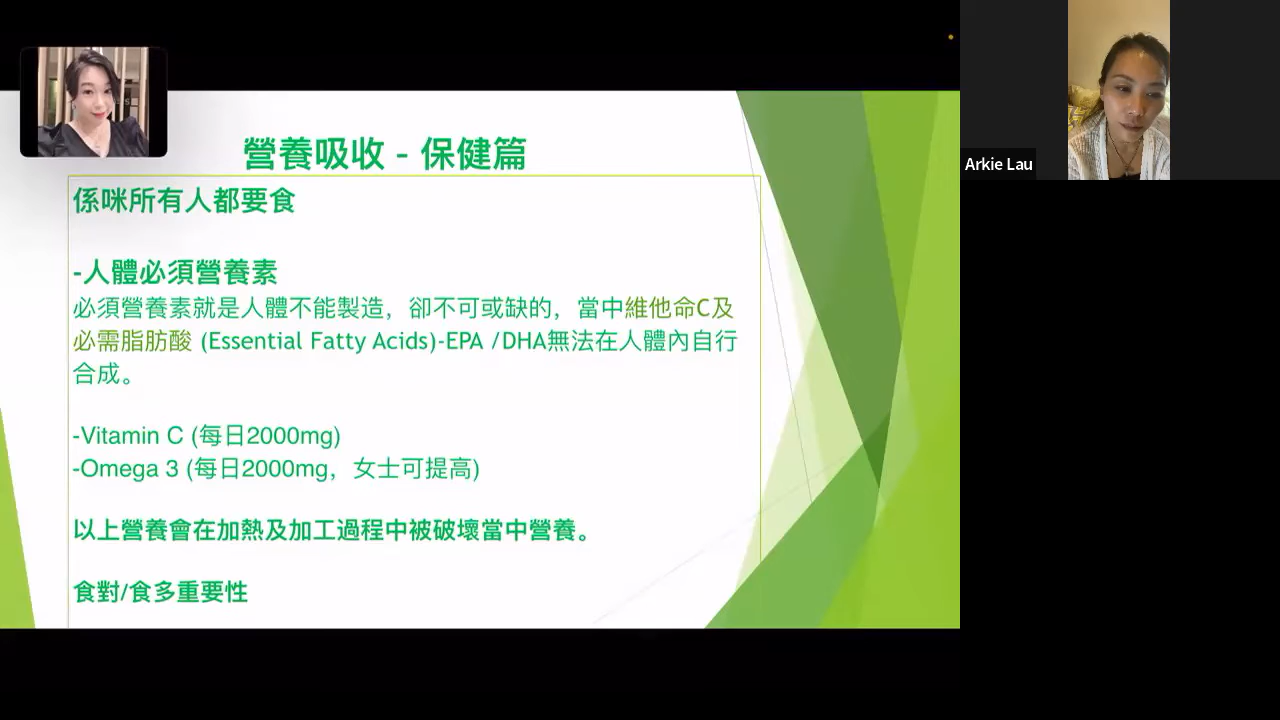 營養吸收 - 保健篇
係咪所有人都要食
-人體必須營養素
必須營養素就是人體不能製造，卻不可或缺的，當中維他命C及
必需脂肪酸 (Essential Fatty Acids)-EPA /DHA無法在人體內自行
合成。
-Vitamin C (每日2000mg)
-Omega 3 (每日2000mg，女士可提高)
以上營養會在加熱及加工過程中被破壞當中營養。
食對/食多重要性
Arkie Lau